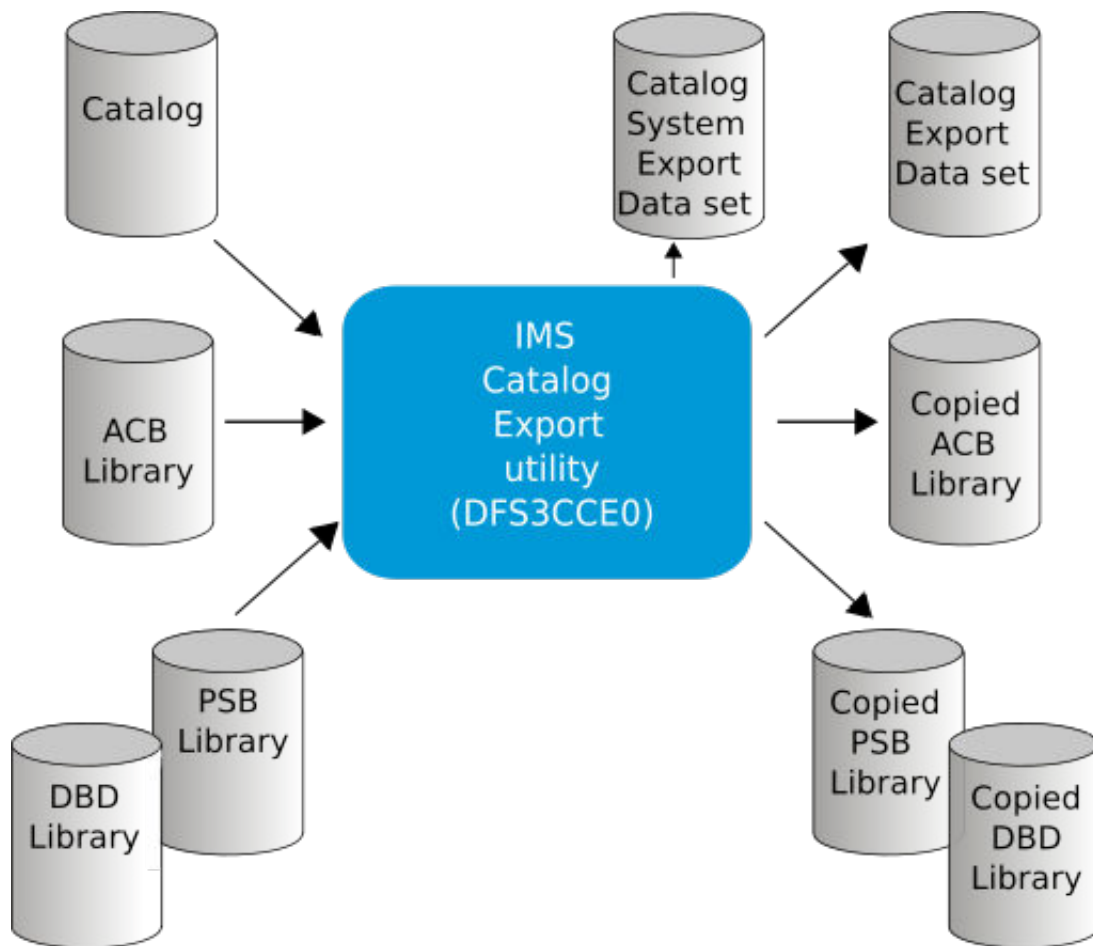 Catalog
Catalog
System
Export
Data set
Catalog
Export
Data set
IMS
Catalog
Export
utility
(DFS3CCE0)
ACB
Library
Copied
ACB
Library
PSB
Library
DBD
Library
Copied
PSB
Library
Copied
DBD
Library